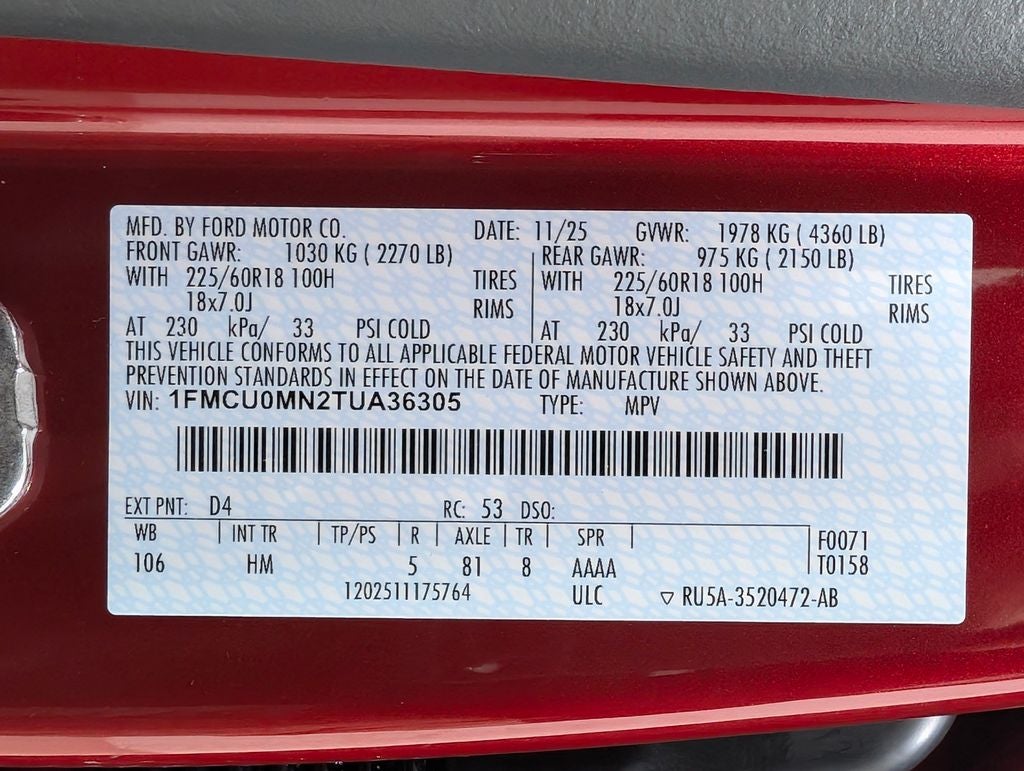 MFD. BY FORD MOTOR CO. DATE: 11/25 GVWR: 1978 KG ( 4360 LB)
FRONT GAWR: 1030 KG ( 2270 LB) REAR GAWR: 975 KG ( 2150 LB)
WITH 225/60R18 100H TIRES WITH 225/60R18 100H TIRES
18x7.0J RIMS 18x7.0J RIMS
AT 230 kPa/ 33 PSI COLD AT 230 kPa/ 33 PSI COLD
THIS VEHICLE CONFORMS TO ALL APPLICABLE FEDERAL MOTOR VEHICLE SAFETY AND THEFT
PREVENTION STANDARDS IN EFFECT ON THE DATE OF MANUFACTURE SHOWN ABOVE.
VIN: 1FMCU0MN2TUA36305 TYPE: MPV
EXT PNT: D4 RC: 53 DSO:
WB INT TR TP/PS R AXLE TR SPR F0071
106 HM 5 81 8 AAAA T0158
1202511175764 ULC ▽ RU5A-3520472-AB